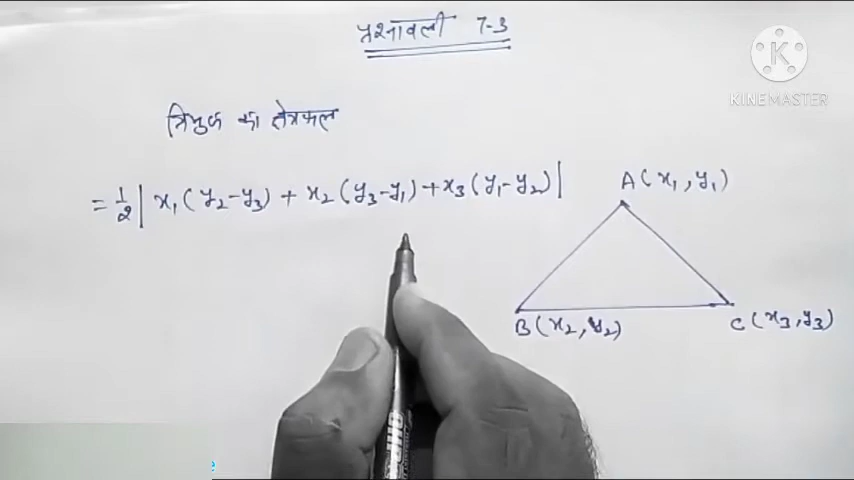 प्रश्नावली 7-3
K
KINEMASTER
त्रिभुज का क्षेत्रफल
= 1/2 | x₁(y₂-y₃) + x₂(y₃-y₁) + x₃(y₁-y₂) |
A(x₁,y₁)
B(x₂,y₂)
C(x₃,y₃)
e